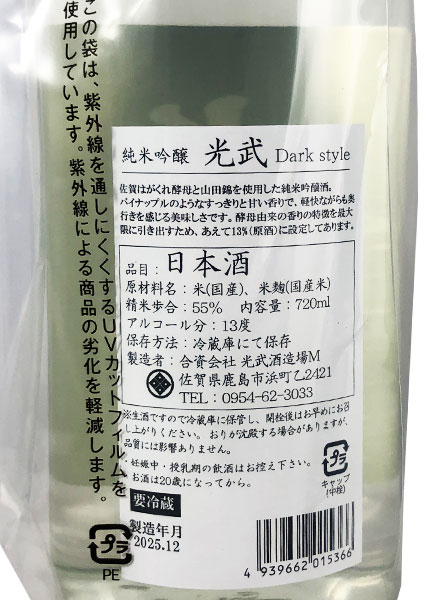 この袋は、紫外線を通しにくくするUVカットフィルムを
使用しています。紫外線による商品の劣化を軽減します。
プラ
PE
純米吟醸 光武 Dark style
佐賀はがくれ酵母と山田錦を使用した純米吟醸酒。
パイナップルのようなすっきりと甘い香りで、軽快ながらも奥
行きを感じる美味しさです。酵母由来の香りの特徴を最大
限に引き出すため、あえて13%(原酒)に設定してあります。
品目：日本酒
原材料名：米(国産)、米麹(国産米)
精米歩合：55% 内容量：720ml
アルコール分：13度
保存方法：冷蔵庫にて保存
製造者：合資会社 光武酒造場M
佐賀県鹿島市浜町乙2421
TEL：0954-62-3033
※生酒ですので冷蔵庫に保管し、開栓後はお早めにお召
し上がりください。おりが沈殿する場合がありますが、
品質には影響ありません。
・妊娠中・授乳期の飲酒はお控え下さい。
お酒は20歳になってから。
要冷蔵
製造年月
2025.12
プラ
キャップ
(中栓)
4 939662 015366